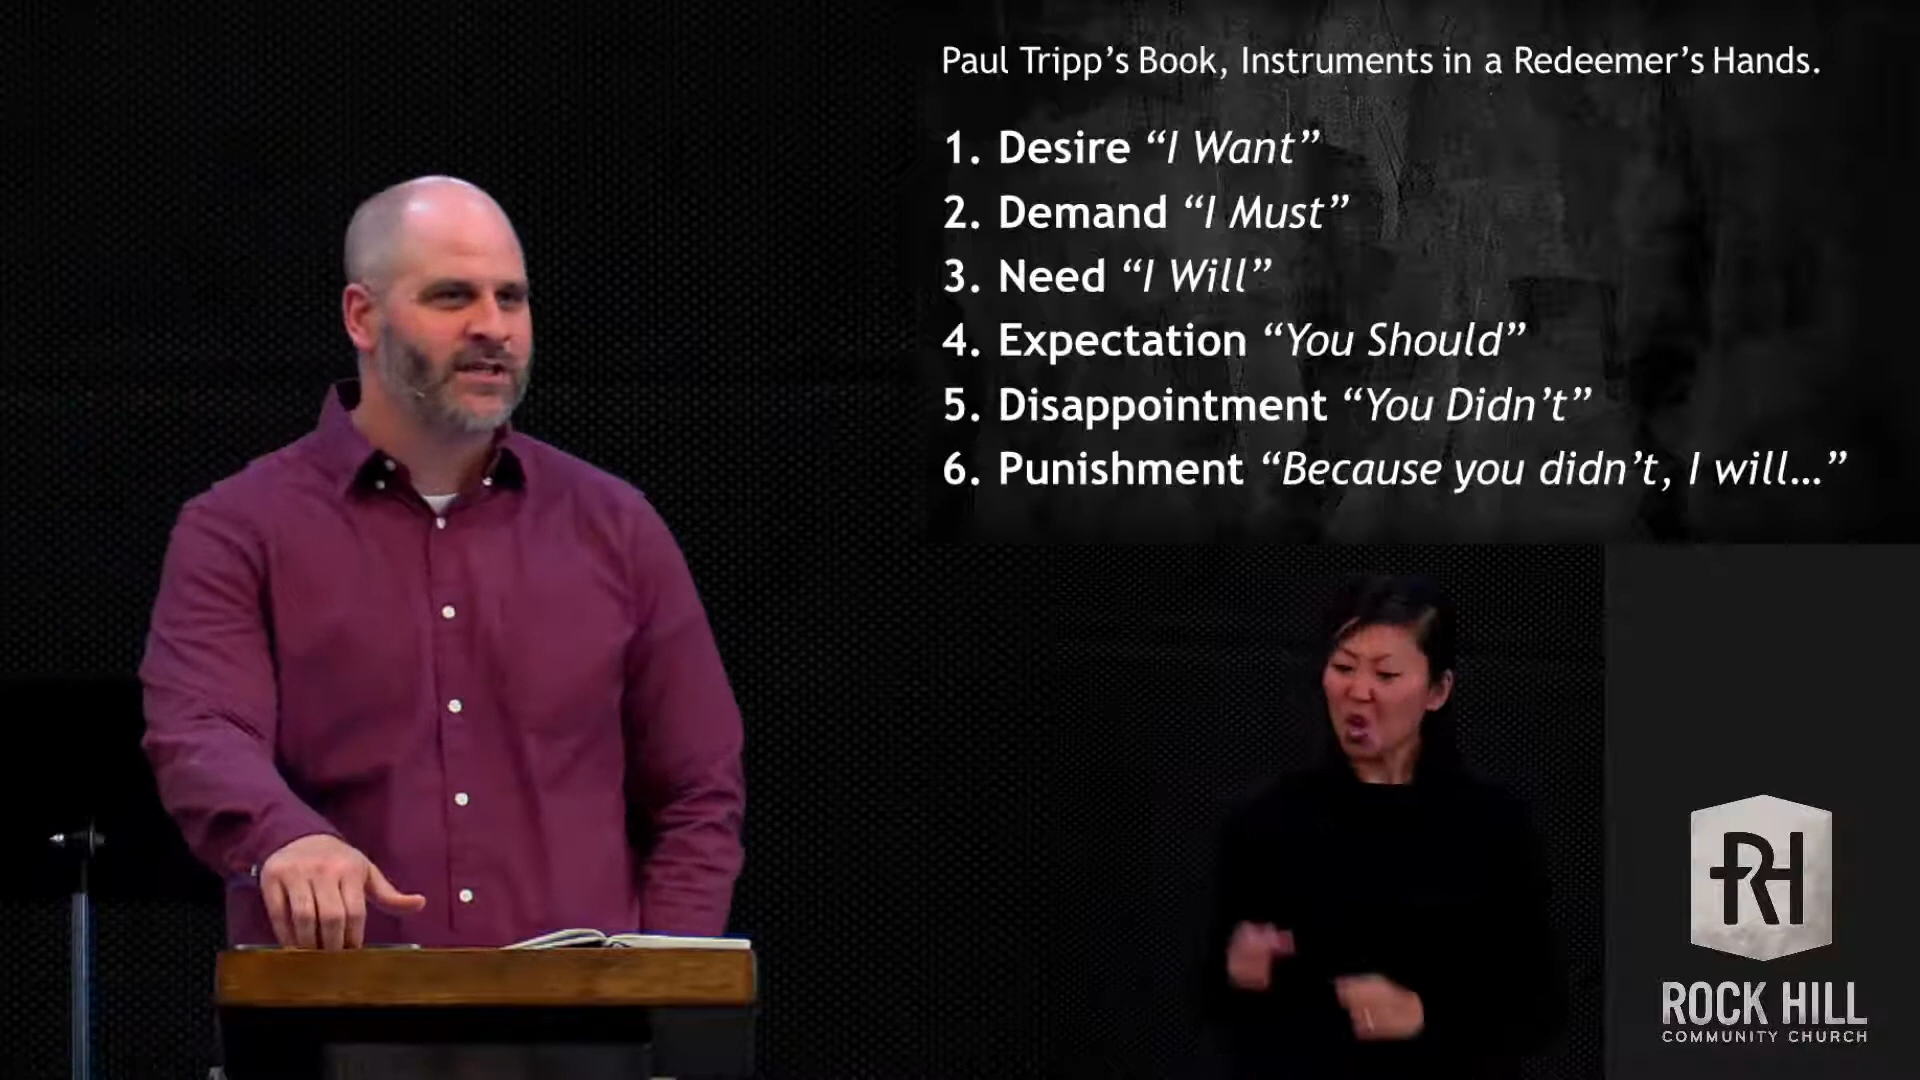 Paul Tripp’s Book, Instruments in a Redeemer’s Hands.
1. Desire “I Want”
2. Demand “I Must”
3. Need “I Will”
4. Expectation “You Should”
5. Disappointment “You Didn’t”
6. Punishment “Because you didn’t, I will…”
RH
ROCK HILL
COMMUNITY CHURCH